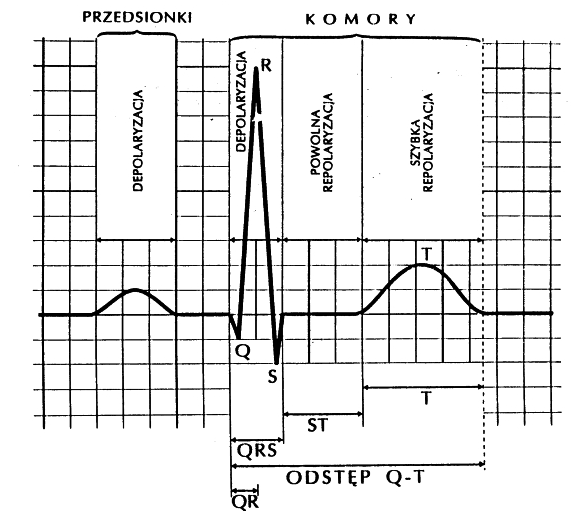 PRZEDSIONKI
KOMORY
DEPOLARYZACJA
DEPOLARYZACJA
R
POWOLNA
REPOLARYZACJA
SZYBKA
REPOLARYZACJA
T
Q
S
T
ST
QRS
ODSTĘP Q-T
QR